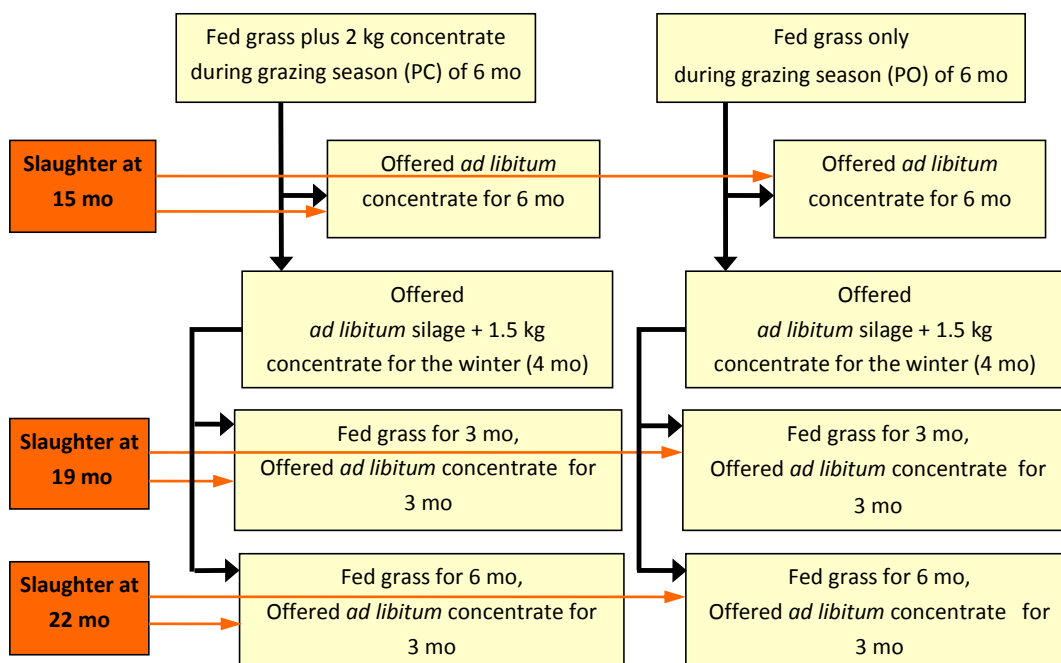 Fed grass plus 2 kg concentrate
during grazing season (PC) of 6 mo
Fed grass only
during grazing season (PO) of 6 mo
Slaughter at
15 mo
Offered ad libitum
concentrate for 6 mo
Offered ad libitum
concentrate for 6 mo
Offered
ad libitum silage + 1.5 kg
concentrate for the winter (4 mo)
Offered
ad libitum silage + 1.5 kg
concentrate for the winter (4 mo)
Slaughter at
19 mo
Fed grass for 3 mo,
Offered ad libitum concentrate for
3 mo
Fed grass for 3 mo,
Offered ad libitum concentrate for
3 mo
Slaughter at
22 mo
Fed grass for 6 mo,
Offered ad libitum concentrate for
3 mo
Fed grass for 6 mo,
Offered ad libitum concentrate for
3 mo